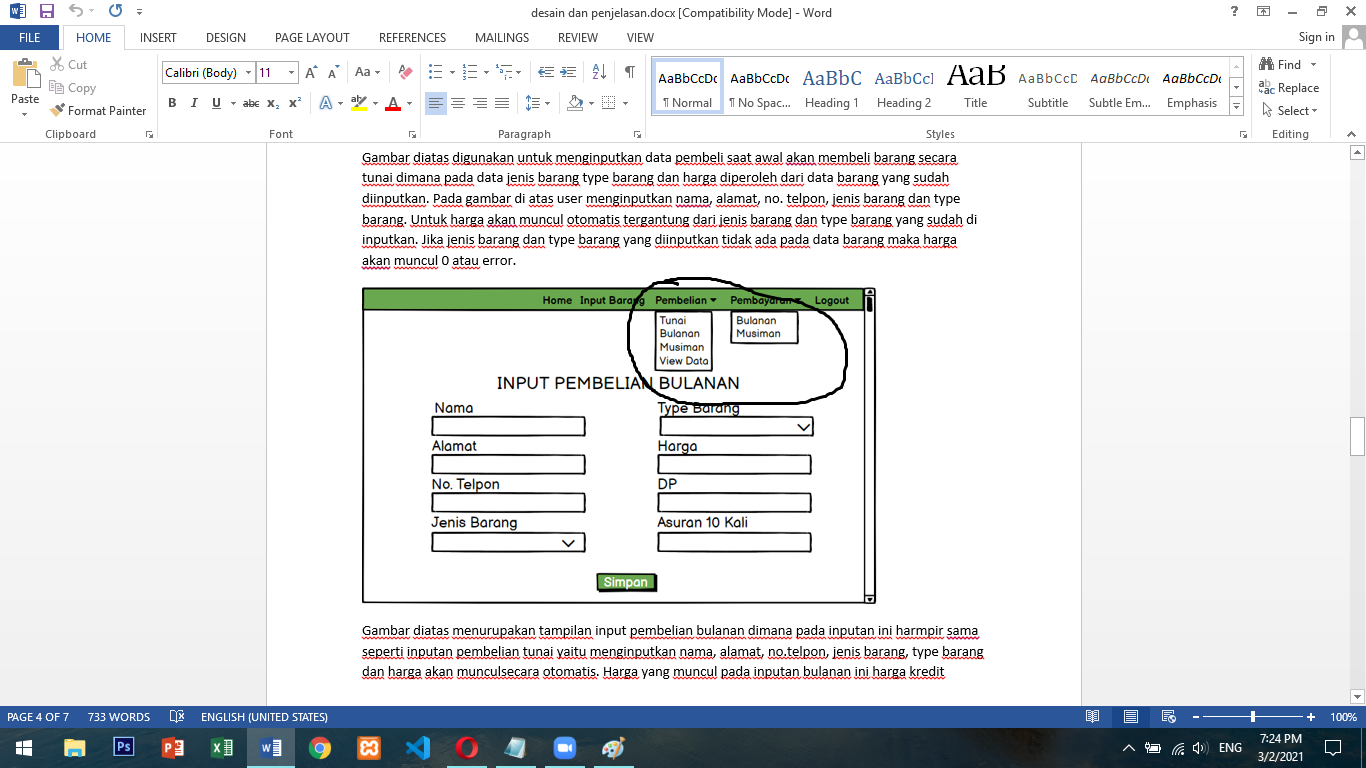 desain dan penjelasan.docx [Compatibility Mode] - Word
FILE HOME INSERT DESIGN PAGE LAYOUT REFERENCES MAILINGS REVIEW VIEW Sign in
Paste
Cut
Copy
Format Painter
Clipboard
Calibri (Body) 11
Font
Paragraph
AaBbCcDc AaBbCcDc AaBbC AaBbCcI AaB AaBbCcD AaBbCcDc AaBbCcDc
¶ Normal ¶ No Spac... Heading 1 Heading 2 Title Subtitle Subtle Em... Emphasis
Styles
Find
Replace
Select
Editing
Gambar diatas digunakan untuk menginputkan data pembeli saat awal akan membeli barang secara
tunai dimana pada data jenis barang type barang dan harga diperoleh dari data barang yang sudah
diinputkan. Pada gambar di atas user menginputkan nama, alamat, no. telpon, jenis barang dan type
barang. Untuk harga akan muncul otomatis tergantung dari jenis barang dan type barang yang sudah di
inputkan. Jika jenis barang dan type barang yang diinputkan tidak ada pada data barang maka harga
akan muncul 0 atau error.
Home Input Barang Pembelian Pembayaran Logout
Tunai
Bulanan
Musiman
View Data
Bulanan
Musiman
INPUT PEMBELIAN BULANAN
Nama
Alamat
No. Telpon
Jenis Barang
Type Barang
Harga
DP
Asuran 10 Kali
Simpan
Gambar diatas menurupakan tampilan input pembelian bulanan dimana pada inputan ini harmpir sama
seperti inputan pembelian tunai yaitu menginputkan nama, alamat, no.telpon, jenis barang, type barang
dan harga akan munculsecara otomatis. Harga yang muncul pada inputan bulanan ini harga kredit
PAGE 4 OF 7 733 WORDS ENGLISH (UNITED STATES) 100%
ENG
7:24 PM
3/2/2021